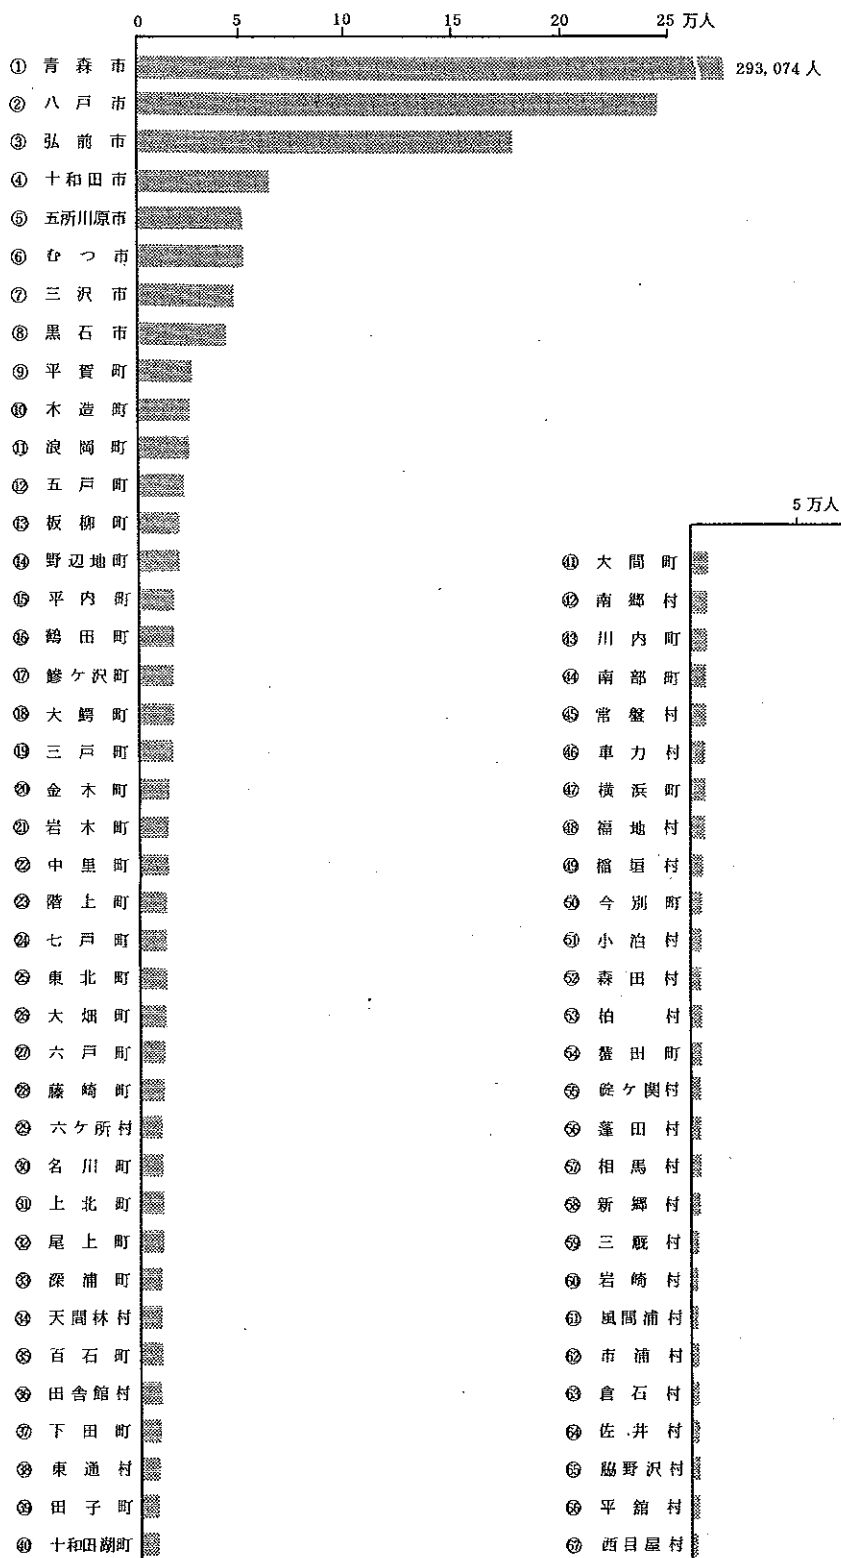 0 5 10 15 20 25 万人
① 青森市 293,074 人
② 八戸市
③ 弘前市
④ 十和田市
⑤ 五所川原市
⑥ むつ市
⑦ 三沢市
⑧ 黒石市
⑨ 平賀町
⑩ 木造町
⑪ 浪岡町
⑫ 五戸町
⑬ 板柳町
⑭ 野辺地町
⑮ 平内町
⑯ 鶴田町
⑰ 鰺ケ沢町
⑱ 大鰐町
⑲ 三戸町
⑳ 金木町
㉑ 岩木町
㉒ 中里町
㉓ 階上町
㉔ 七戸町
㉕ 東北町
㉖ 大畑町
㉗ 六戸町
㉘ 藤崎町
㉙ 六ケ所村
㉚ 名川町
㉛ 上北町
㉜ 尾上町
㉝ 深浦町
㉞ 天間林村
㉟ 百石町
㊱ 田舎館村
㊲ 下田町
㊳ 東通村
㊴ 田子町
㊵ 十和田湖町
5 万人
㊶ 大間町
㊷ 南郷村
㊸ 川内町
㊹ 南部町
㊺ 常盤村
㊻ 車力村
㊼ 横浜町
㊽ 福地村
㊾ 稲垣村
㊿ 今別町
51 小泊村
52 森田村
53 柏村
54 蟹田町
55 碇ケ関村
56 蓬田村
57 相馬村
58 新郷村
59 三厩村
60 岩崎村
61 風間浦村
62 市浦村
63 倉石村
64 佐井村
65 脇野沢村
66 平舘村
67 西目屋村